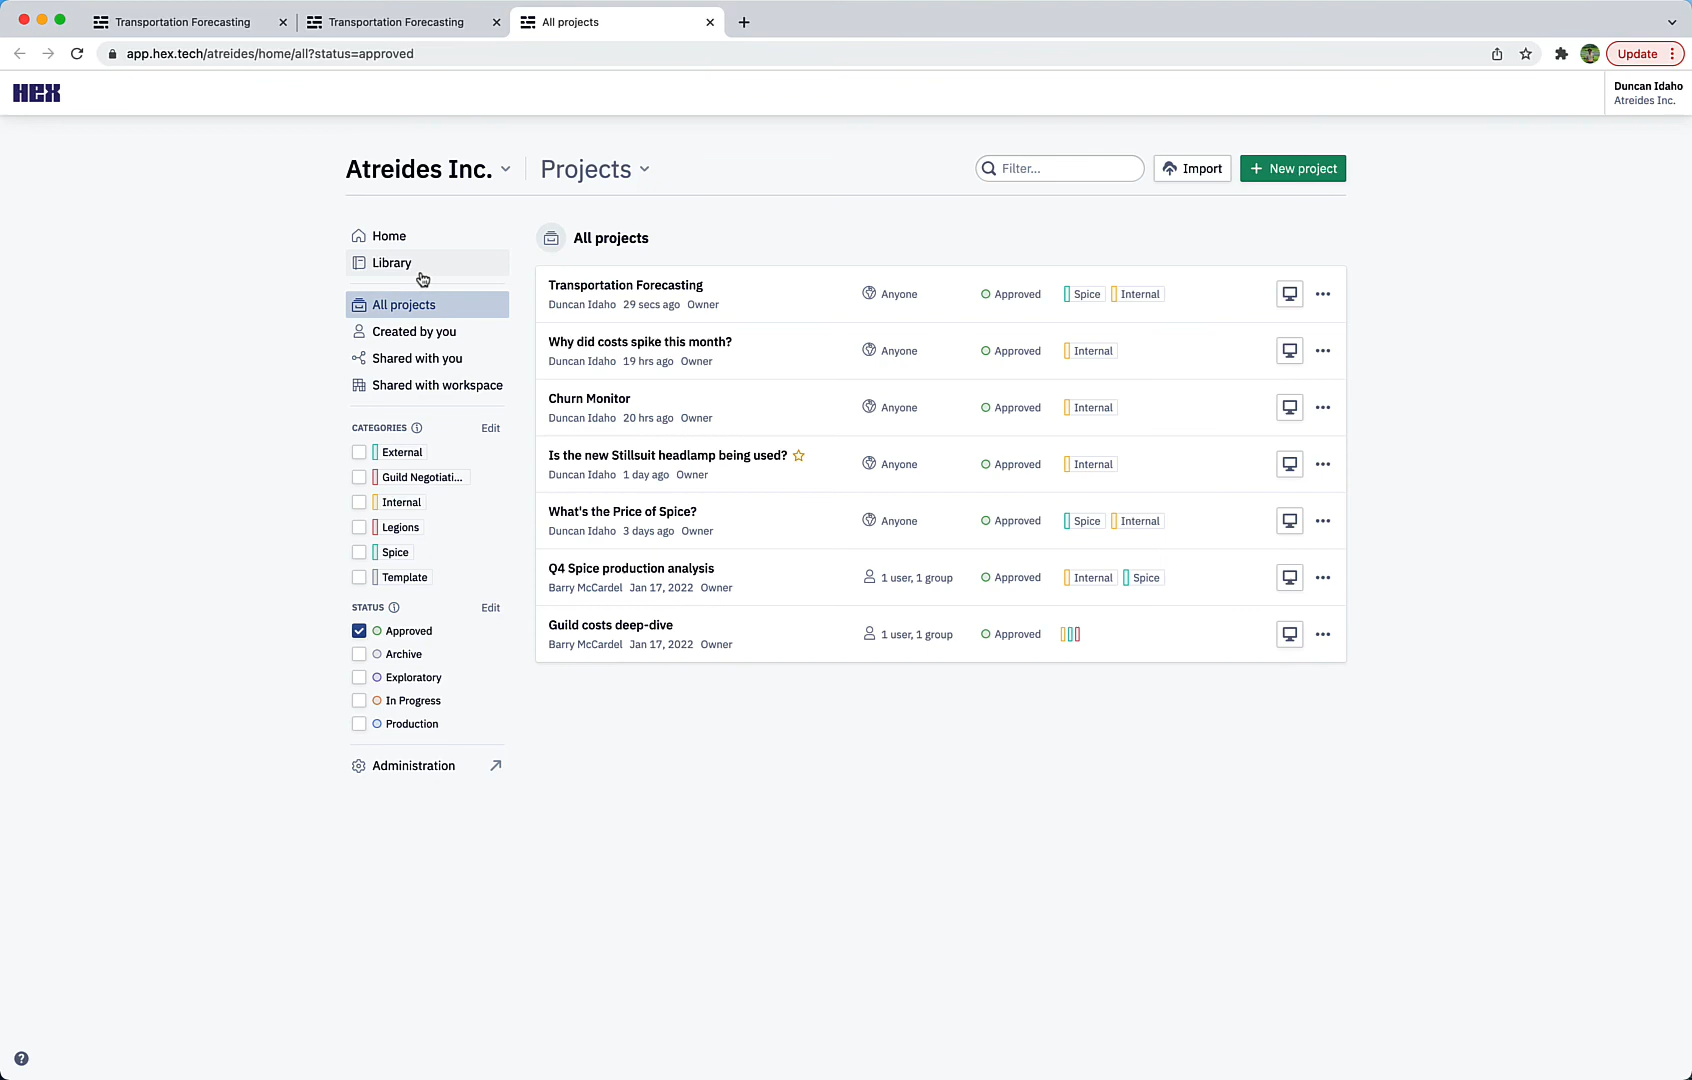 Transportation Forecasting
Transportation Forecasting
All projects
app.hex.tech/atreides/home/all?status=approved
Update
HEX
Duncan Idaho
Atreides Inc.
Atreides Inc.
Projects
Filter...
Import
New project
Home
Library
All projects
Created by you
Shared with you
Shared with workspace
CATEGORIES
Edit
External
Guild Negotiati...
Internal
Legions
Spice
Template
STATUS
Edit
Approved
Archive
Exploratory
In Progress
Production
Administration
All projects
Transportation Forecasting
Duncan Idaho 29 secs ago Owner
Anyone
Approved
Spice Internal
Why did costs spike this month?
Duncan Idaho 19 hrs ago Owner
Anyone
Approved
Internal
Churn Monitor
Duncan Idaho 20 hrs ago Owner
Anyone
Approved
Internal
Is the new Stillsuit headlamp being used?
Duncan Idaho 1 day ago Owner
Anyone
Approved
Internal
What's the Price of Spice?
Duncan Idaho 3 days ago Owner
Anyone
Approved
Spice Internal
Q4 Spice production analysis
Barry McCardel Jan 17, 2022 Owner
1 user, 1 group
Approved
Internal Spice
Guild costs deep-dive
Barry McCardel Jan 17, 2022 Owner
1 user, 1 group
Approved